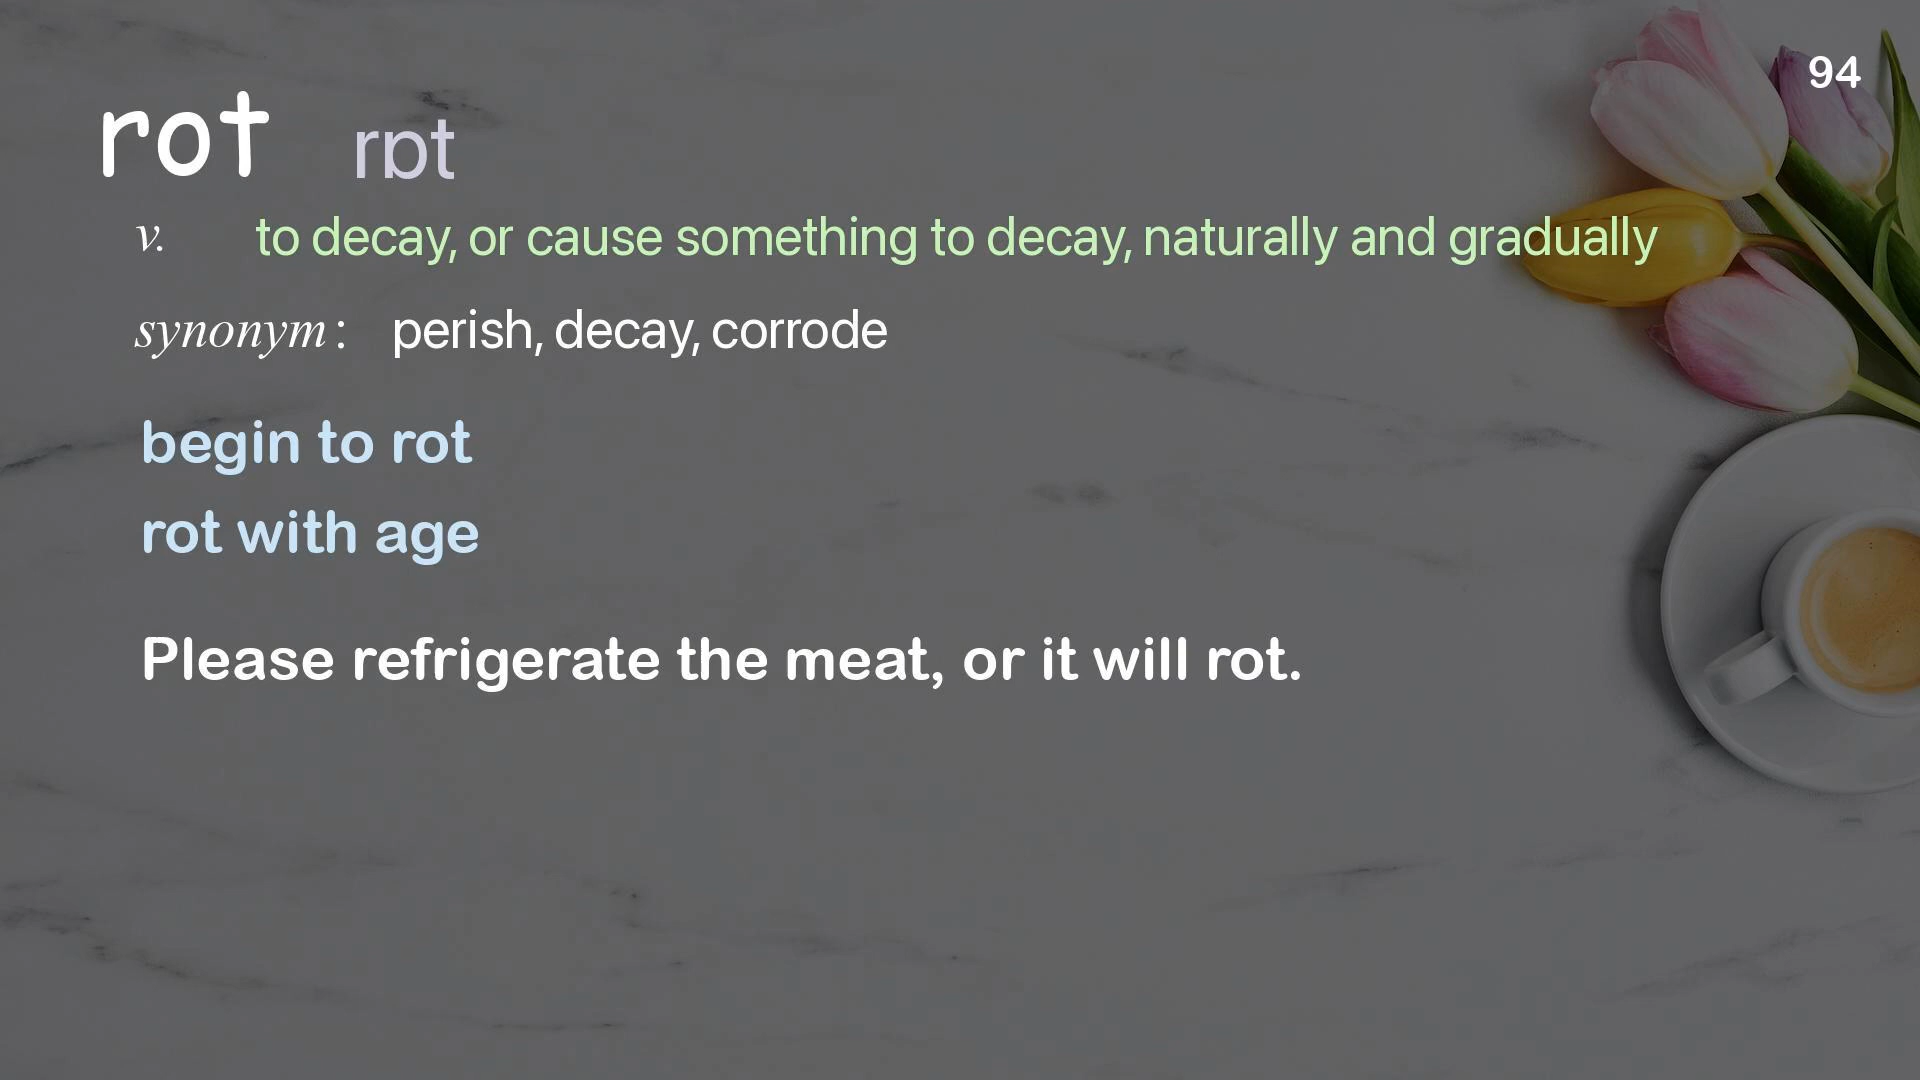 94
rot rɒt
v. to decay, or cause something to decay, naturally and gradually
synonym : perish, decay, corrode
begin to rot
rot with age
Please refrigerate the meat, or it will rot.